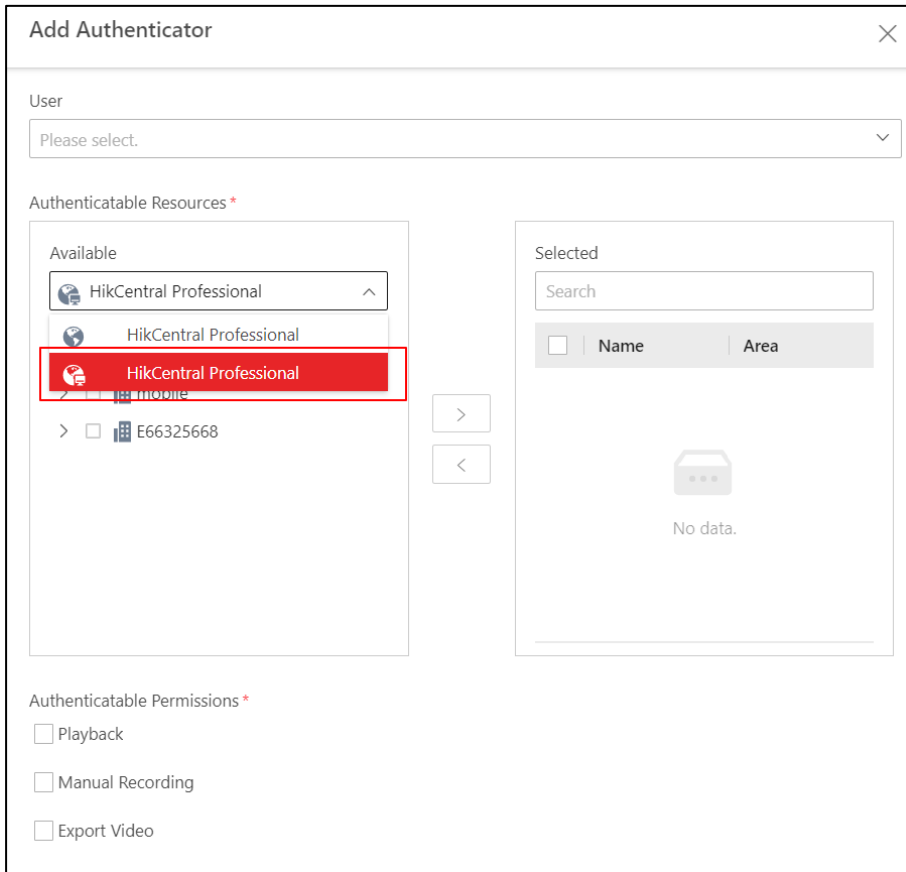 Add Authenticator
User
Please select.
Authenticatable Resources *
Available
HikCentral Professional
HikCentral Professional
HikCentral Professional
mobile
E66325668
>
<
Selected
Search
Name Area
No data.
Authenticatable Permissions *
Playback
Manual Recording
Export Video